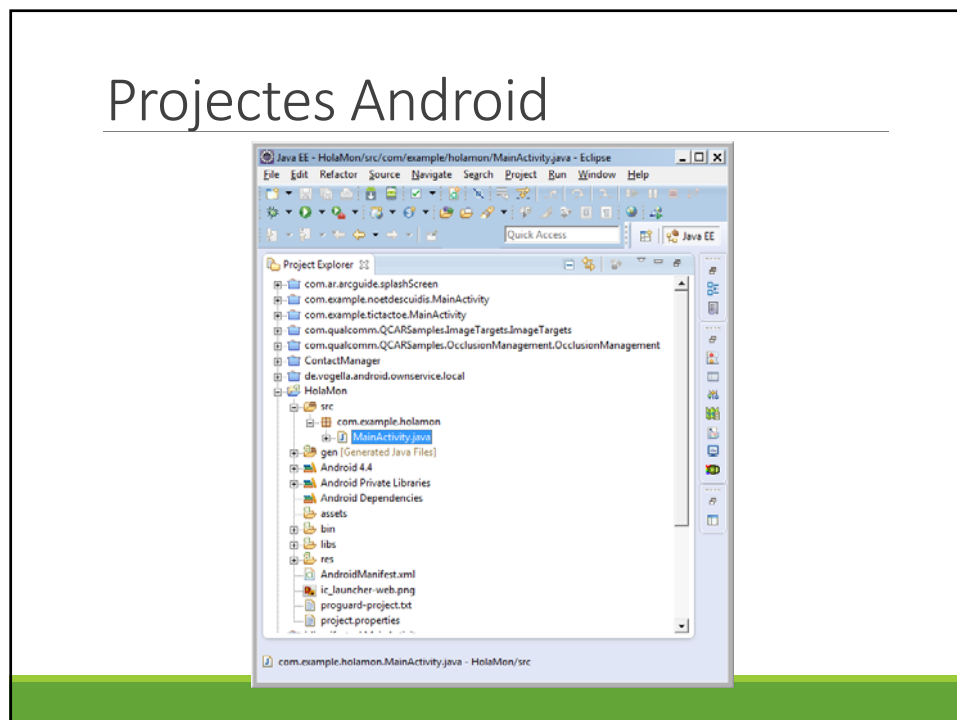 Projectes Android
Java EE - HolaMon/src/com/example/holamon/MainActivity.java - Eclipse
File Edit Refactor Source Navigate Search Project Run Window Help
Quick Access
Java EE
Project Explorer
com.ar.arcguide.splashScreen
com.example.noetdescuidis.MainActivity
com.example.tictactoe.MainActivity
com.qualcomm.QCARSamples.ImageTargets.ImageTargets
com.qualcomm.QCARSamples.OcclusionManagement.OcclusionManagement
ContactManager
de.vogella.android.ownservice.local
HolaMon
src
com.example.holamon
MainActivity.java
gen [Generated Java Files]
Android 4.4
Android Private Libraries
Android Dependencies
assets
bin
libs
res
AndroidManifest.xml
ic_launcher-web.png
proguard-project.txt
project.properties
com.example.holamon.MainActivity.java - HolaMon/src